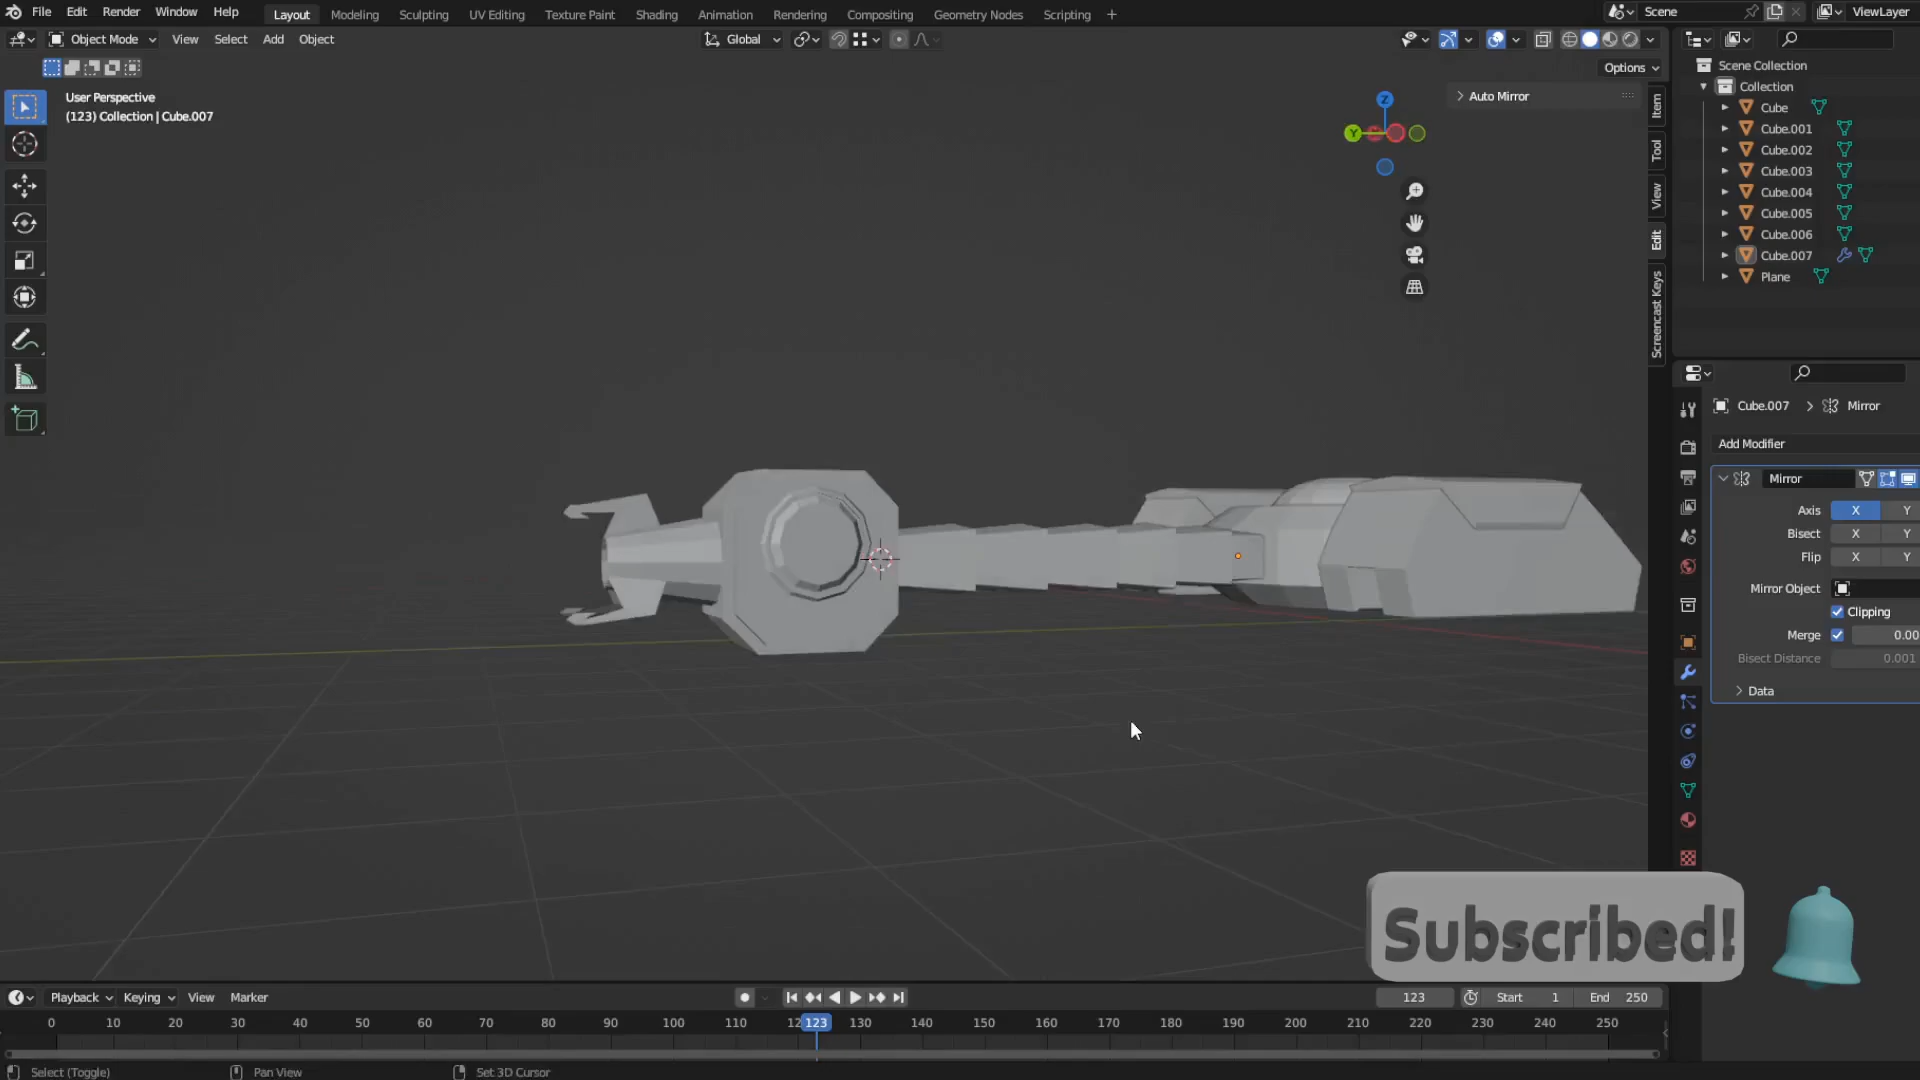 File Edit Render Window Help Layout Modeling Sculpting UV Editing Texture Paint Shading Animation Rendering Compositing Geometry Nodes Scripting + Scene ViewLayer
Object Mode View Select Add Object Global
Options
User Perspective
(123) Collection | Cube.007
Auto Mirror
Z
Y
Item
Tool
View
Edit
Screencast Keys
Scene Collection
Collection
Cube
Cube.001
Cube.002
Cube.003
Cube.004
Cube.005
Cube.006
Cube.007
Plane
Cube.007 > Mirror
Add Modifier
Mirror
Axis X Y
Bisect X Y
Flip X Y
Mirror Object
Clipping
Merge 0.00
Bisect Distance 0.001
Data
Subscribed!
Playback Keying View Marker 123 Start 1 End 250
0 10 20 30 40 50 60 70 80 90 100 110 12 123 130 140 150 160 170 180 190 200 210 220 230 240 250
Select (Toggle) Pan View Set 3D Cursor